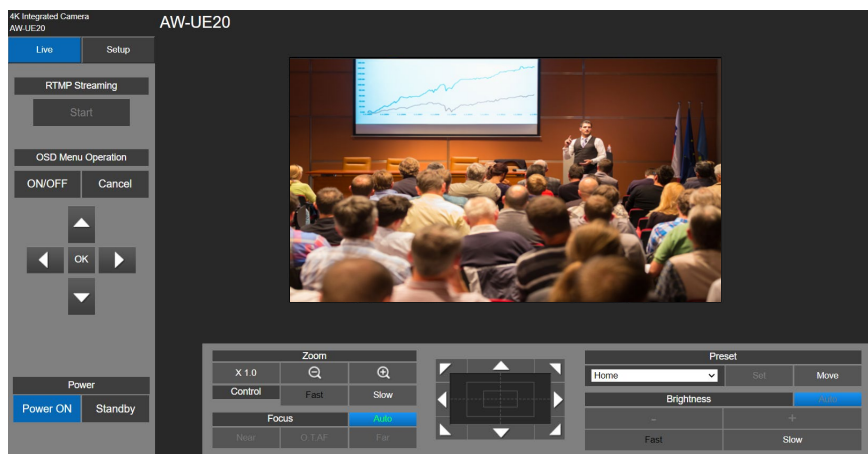 4K Integrated Camera
AW-UE20
AW-UE20
Live Setup
RTMP Streaming
Start
OSD Menu Operation
ON/OFF Cancel
OK
Power
Power ON Standby
Zoom
X 1.0
Control Fast Slow
Focus Auto
Near O.T.AF Far
Preset
Home Set Move
Brightness Auto
- +
Fast Slow